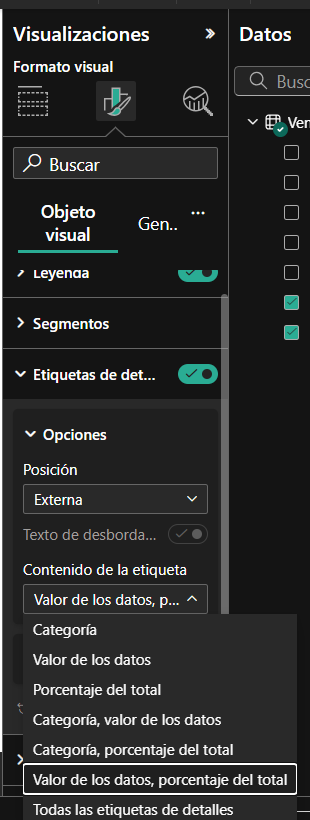 Visualizaciones
Datos
Formato visual
Busc
Ven
Buscar
Objeto
visual
Gen..
...
Leyenda
Segmentos
Etiquetas de det...
Opciones
Posición
Externa
Texto de desborda...
Contenido de la etiqueta
Valor de los datos, p...
Categoría
Valor de los datos
Porcentaje del total
Categoría, valor de los datos
Categoría, porcentaje del total
Valor de los datos, porcentaje del total
Todas las etiquetas de detalles